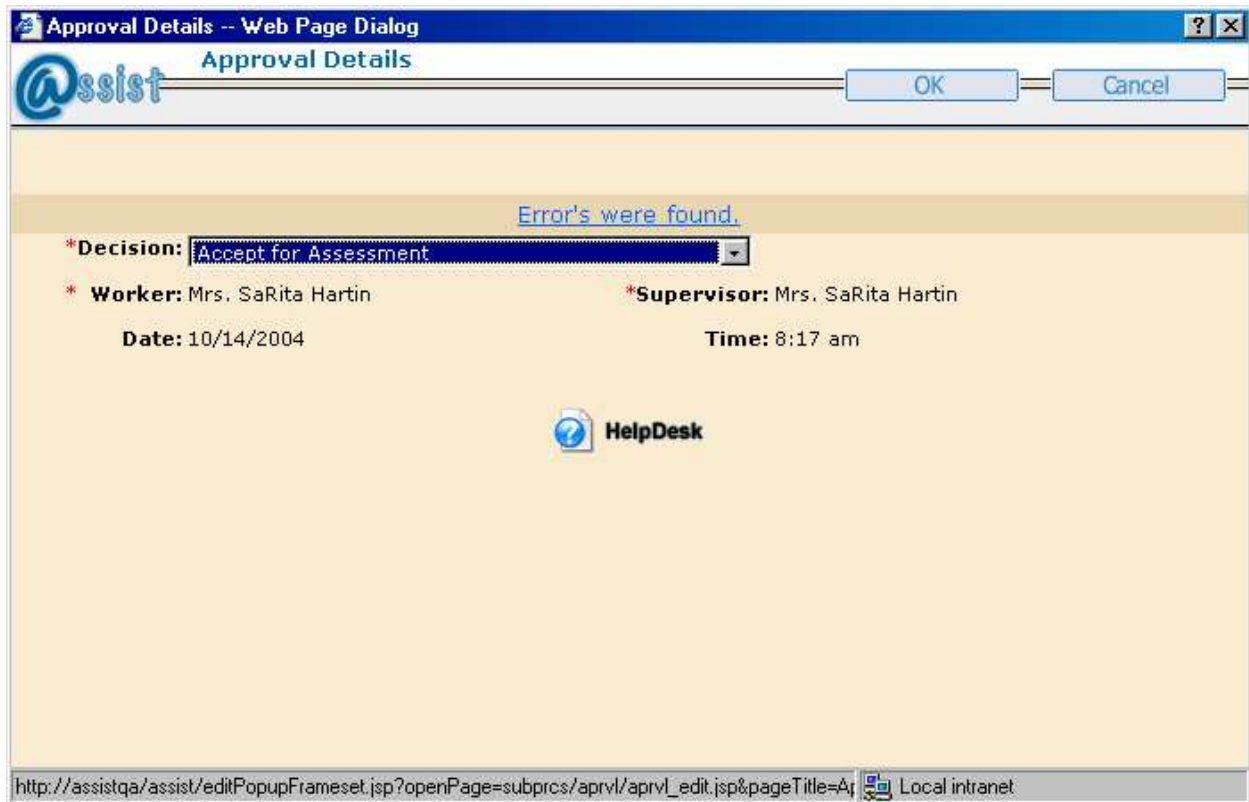 Approval Details -- Web Page Dialog
@ssist
Approval Details
OK
Cancel
Error's were found.
*Decision: Accept for Assessment
* Worker: Mrs. SaRita Hartin
*Supervisor: Mrs. SaRita Hartin
Date: 10/14/2004
Time: 8:17 am
HelpDesk
http://assistqa/assist/editPopupFrameset.jsp?openPage=subprcs/aprvl/aprvl_edit.jsp&pageTitle=A
Local intranet